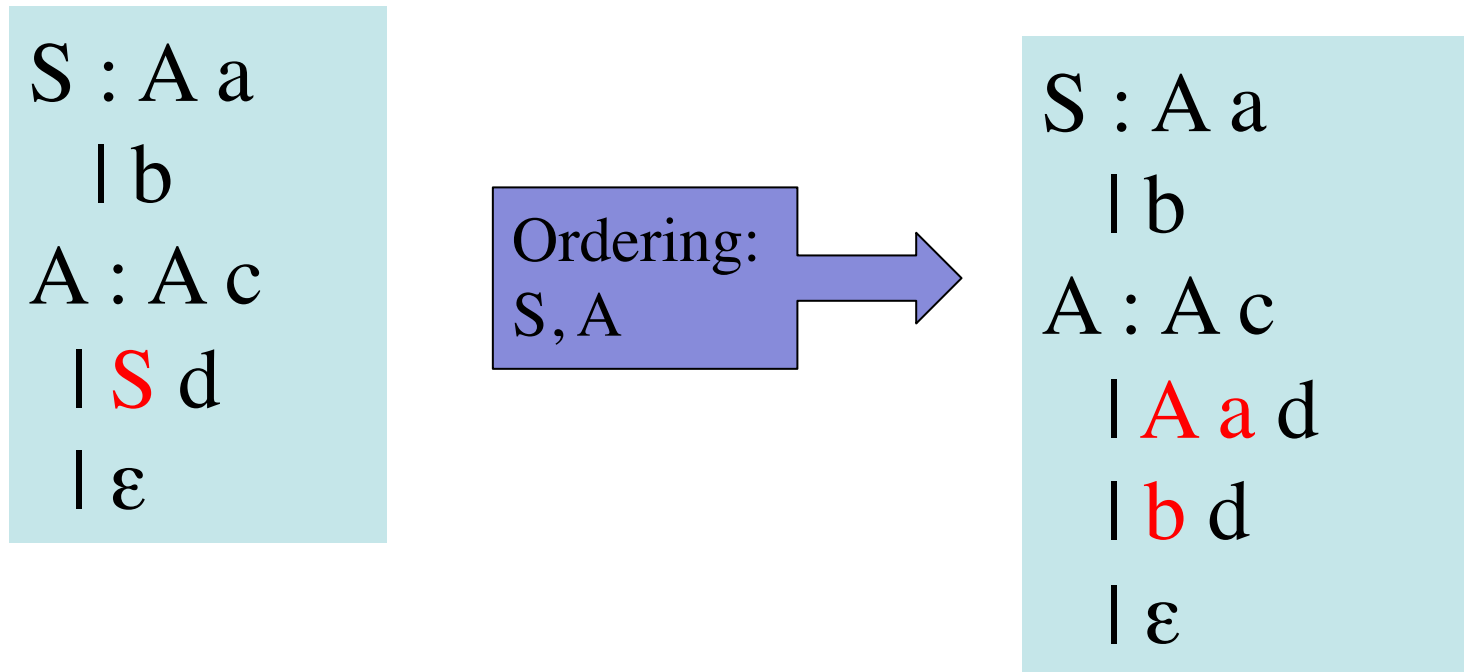 S : A a
| b
A : A c
| S d
| ε
Ordering:
S, A
S : A a
| b
A : A c
| A a d
| b d
| ε